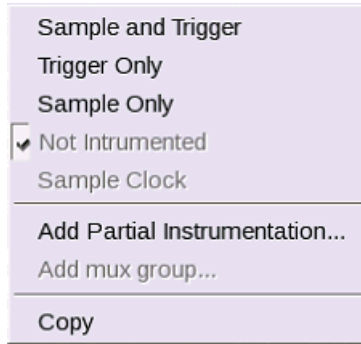 Sample and Trigger
Trigger Only
Sample Only
Not Intrumented
Sample Clock
Add Partial Instrumentation...
Add mux group...
Copy